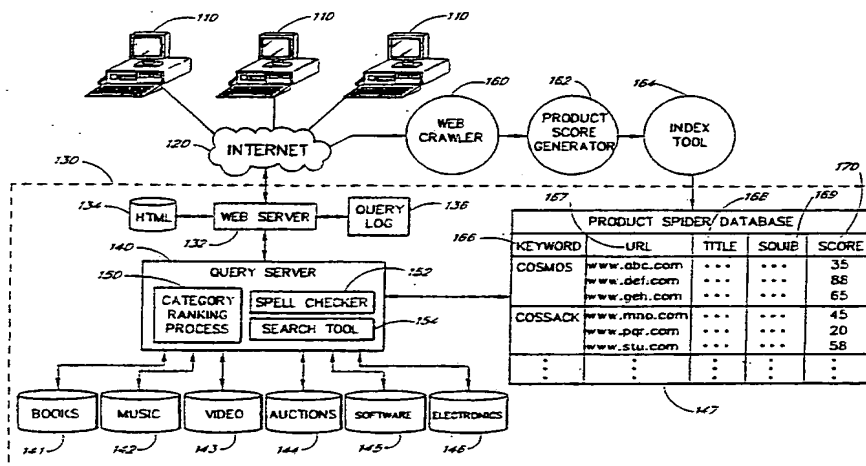 110 110 110
160 162 164
WEB CRAWLER
PRODUCT SCORE GENERATOR
INDEX TOOL
120 INTERNET
130
134 HTML
WEB SERVER
132
QUERY LOG 136
140
QUERY SERVER
150
CATEGORY RANKING PROCESS
SPELL CHECKER 152
SEARCH TOOL 154
BOOKS MUSIC VIDEO AUCTIONS SOFTWARE ELECTRONICS
141 142 143 144 145 146
167 168 169 170
PRODUCT SPIDER DATABASE
166 KEYWORD URL TITLE SQUIB SCORE
COSMOS www.abc.com ••• ••• 35
www.def.com ••• ••• 88
www.geh.com ••• ••• 65
COSSACK www.mno.com ••• ••• 45
www.pqr.com ••• ••• 20
www.stu.com ••• ••• 58
147